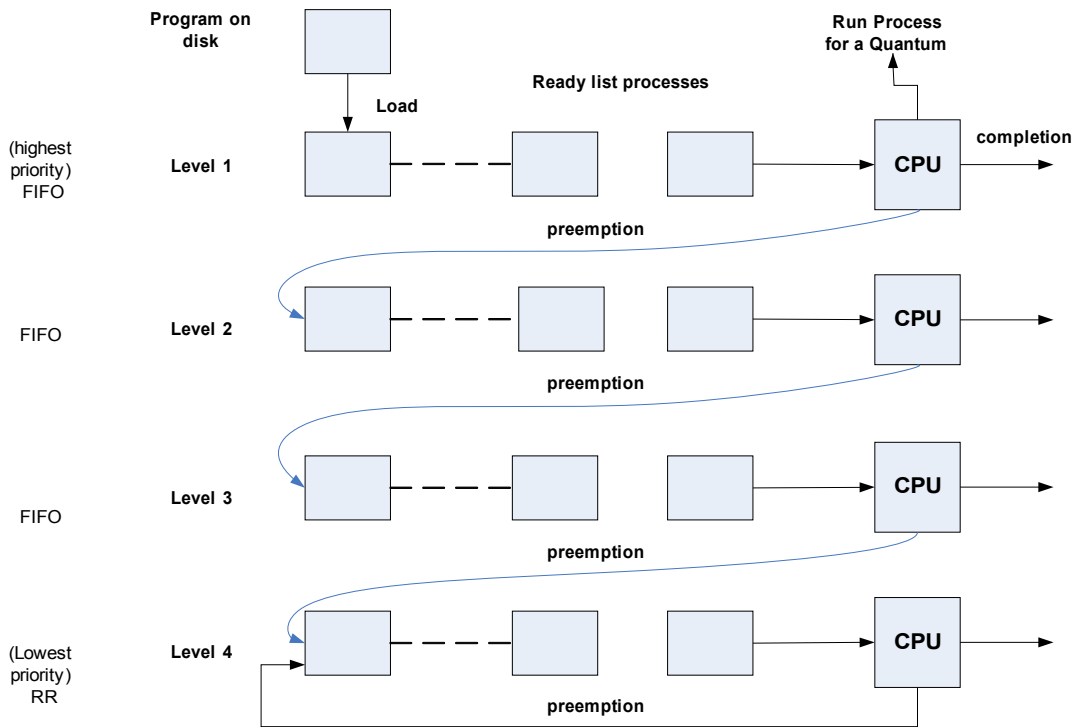 Program on
disk
Run Process
for a Quantum
Ready list processes
Load
(highest
priority)
FIFO
Level 1
CPU
completion
preemption
FIFO
Level 2
CPU
preemption
FIFO
Level 3
CPU
preemption
(Lowest
priority)
RR
Level 4
CPU
preemption